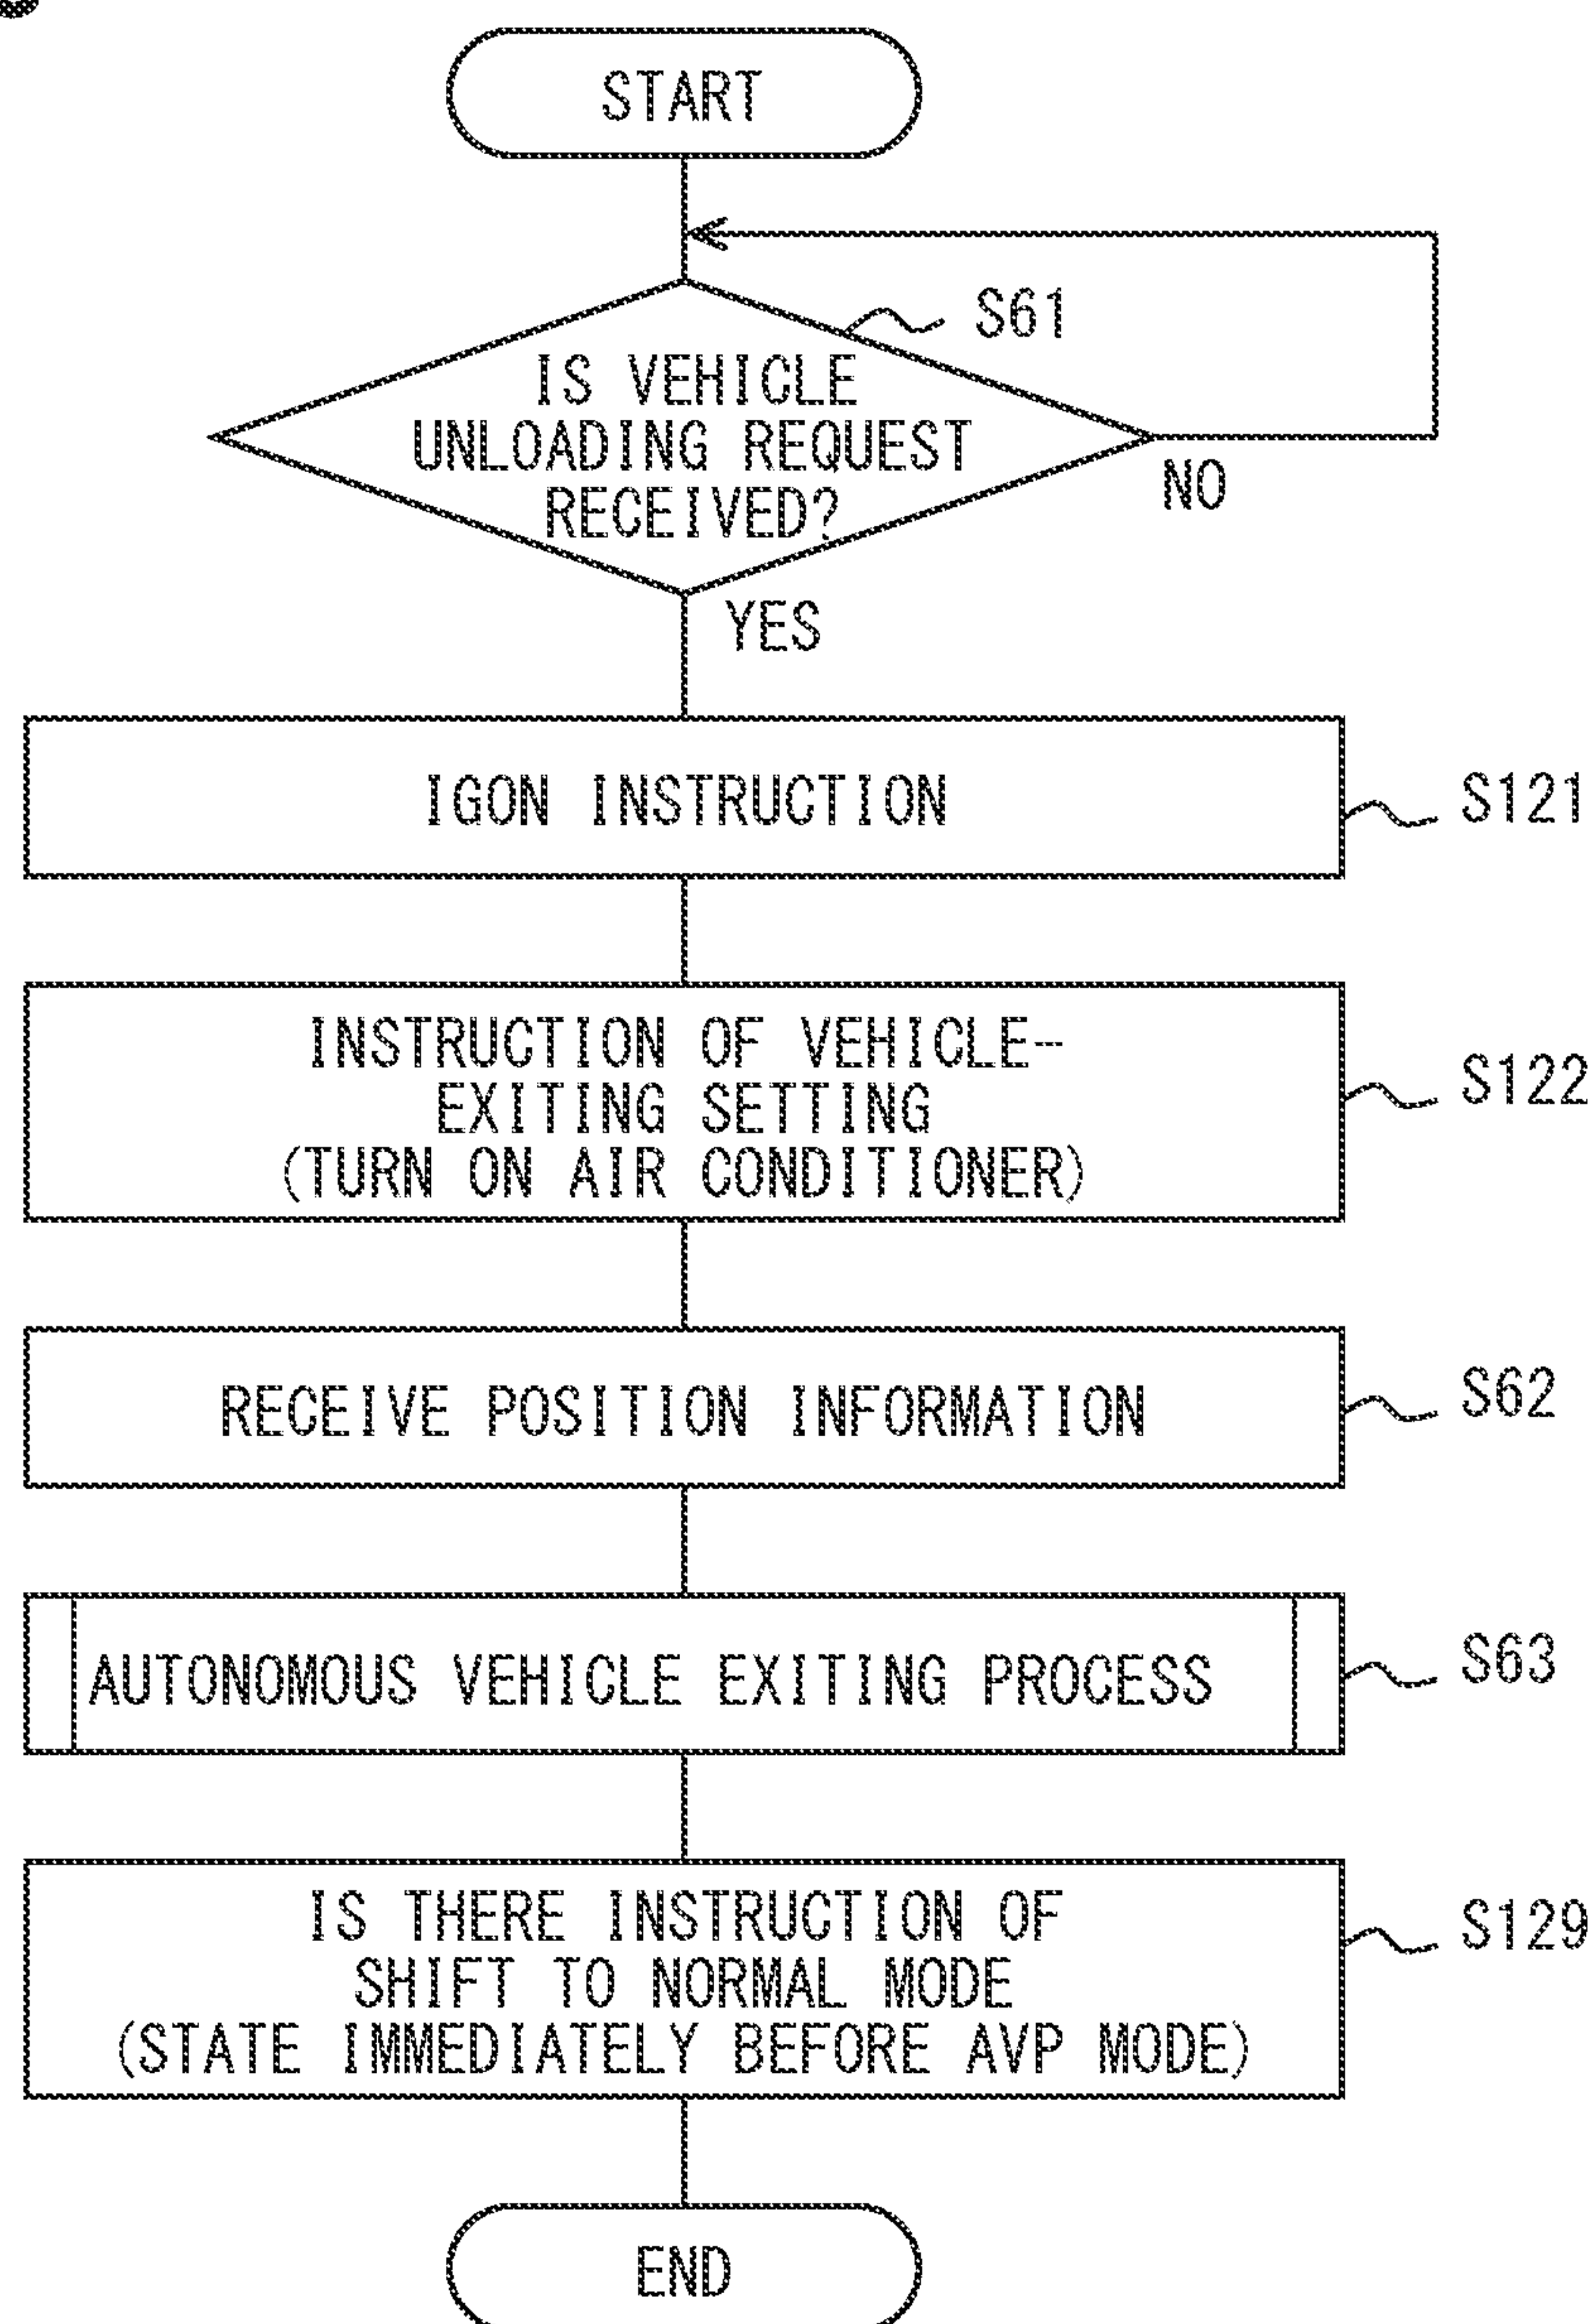 START
S61
IS VEHICLE
UNLOADING REQUEST
RECEIVED?
NO
YES
IGON INSTRUCTION
S121
INSTRUCTION OF VEHICLE-
EXITING SETTING
(TURN ON AIR CONDITIONER)
S122
RECEIVE POSITION INFORMATION
S62
AUTONOMOUS VEHICLE EXITING PROCESS
S63
IS THERE INSTRUCTION OF
SHIFT TO NORMAL MODE
(STATE IMMEDIATELY BEFORE AVP MODE)
S129
END